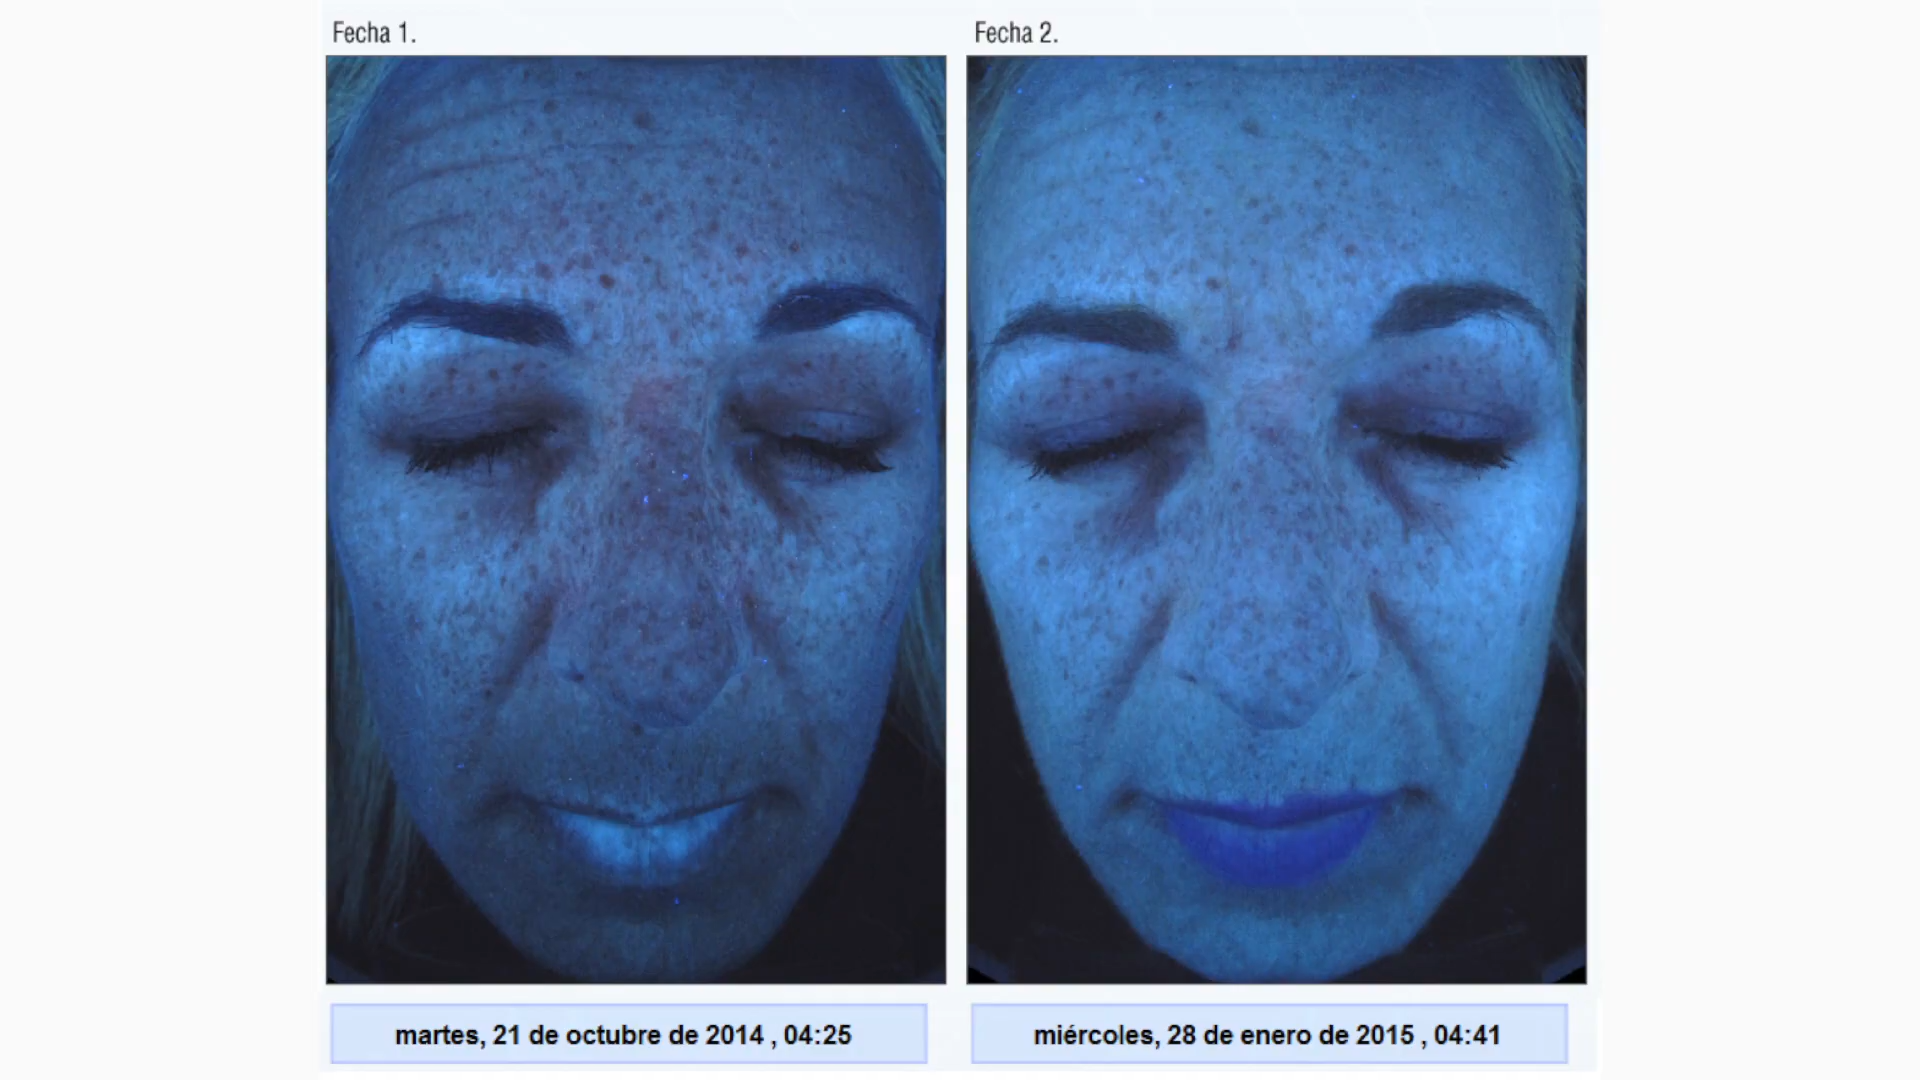 Fecha 1.
Fecha 2.
martes, 21 de octubre de 2014 , 04:25
miércoles, 28 de enero de 2015 , 04:41